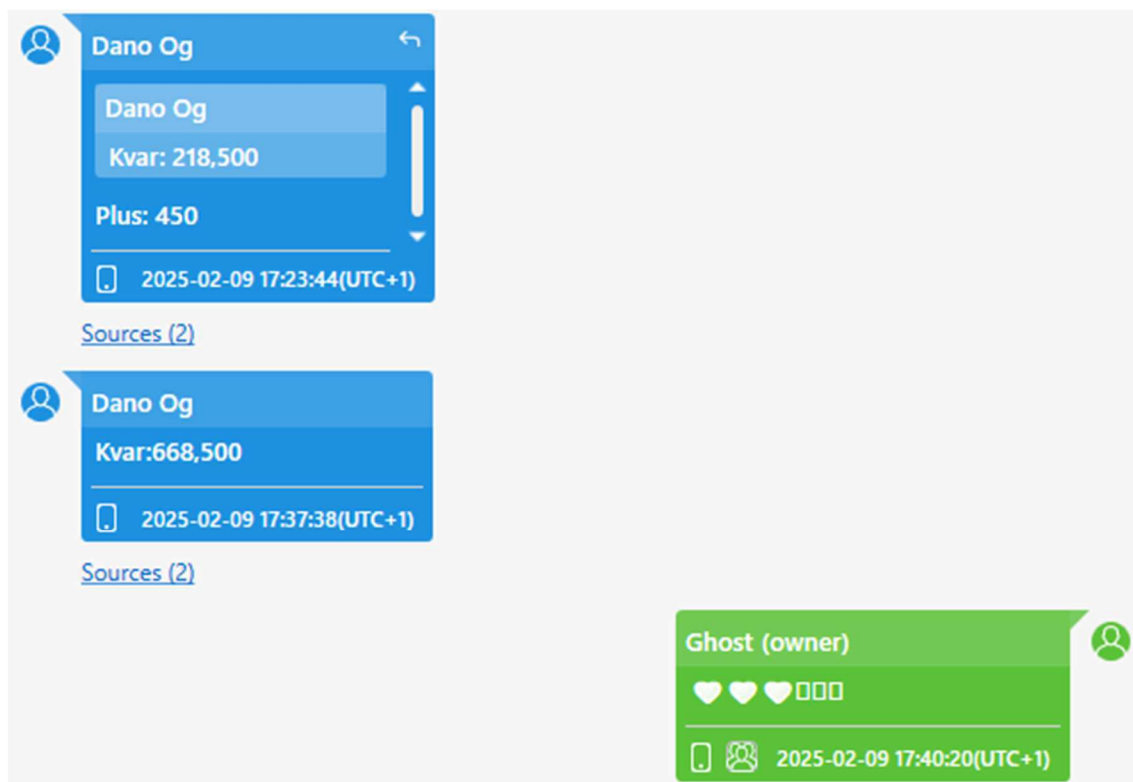 Dano Og
Dano Og
Kvar: 218,500
Plus: 450
2025-02-09 17:23:44(UTC+1)
Sources (2)
Dano Og
Kvar:668,500
2025-02-09 17:37:38(UTC+1)
Sources (2)
Ghost (owner)
2025-02-09 17:40:20(UTC+1)